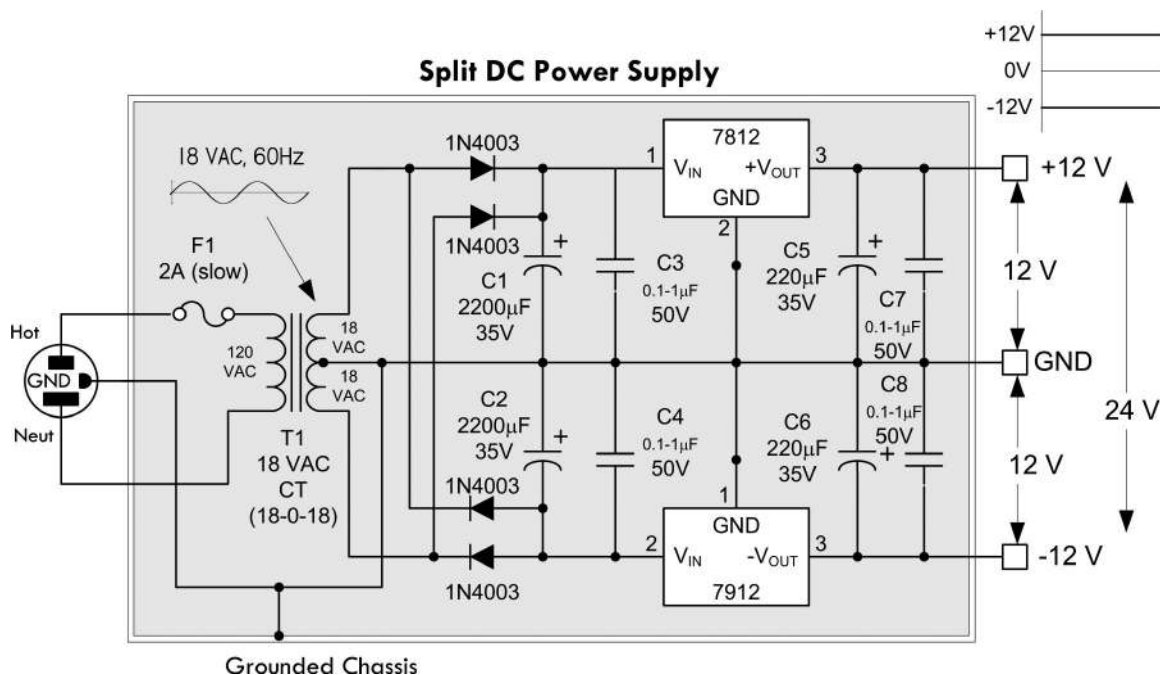 Split DC Power Supply
+12V
0V
-12V
18 VAC, 60Hz
F1
2A (slow)
Hot
GND
Neut
120
VAC
18
VAC
18
VAC
T1
18 VAC
CT
(18-0-18)
1N4003
1N4003
+
C1
2200µF
35V
C3
0.1-1µF
50V
1
7812
VIN
+VOUT
GND
3
2
C5
220µF
35V
+
C7
0.1-1µF
50V
+12 V
12 V
GND
24 V
12 V
-12 V
C2
2200µF
35V
+
1N4003
1N4003
C4
0.1-1µF
50V
1
GND
2
VIN
-VOUT
3
7912
C6
220µF
35V
+
C8
0.1-1µF
50V
Grounded Chassis